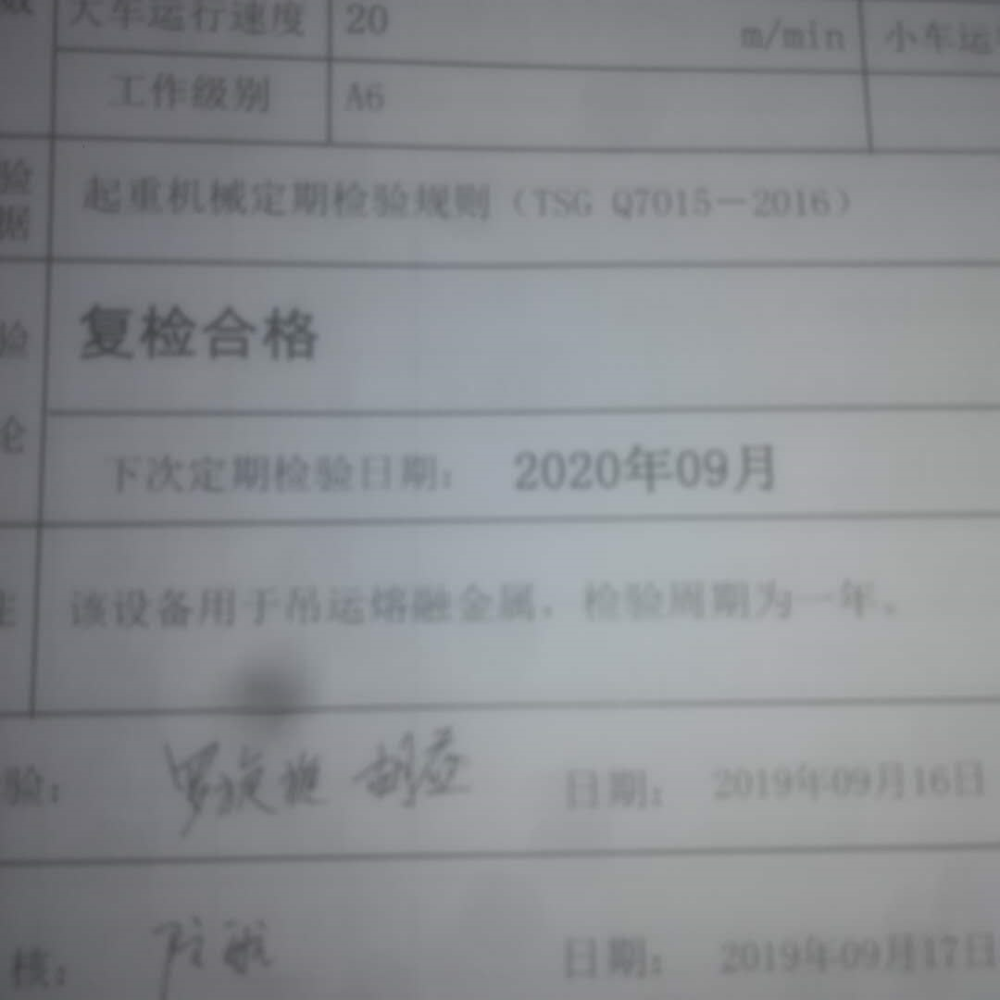 大车运行速度 20 m/min 小车运
工作级别 A6
验 据 起重机械定期检验规则（TSG Q7015－2016）
验 论 复检合格
下次定期检验日期： 2020年09月
该设备用于吊运熔融金属，检验周期为一年。
验： 日期： 2019年09月16日
核： 日期： 2019年09月17日